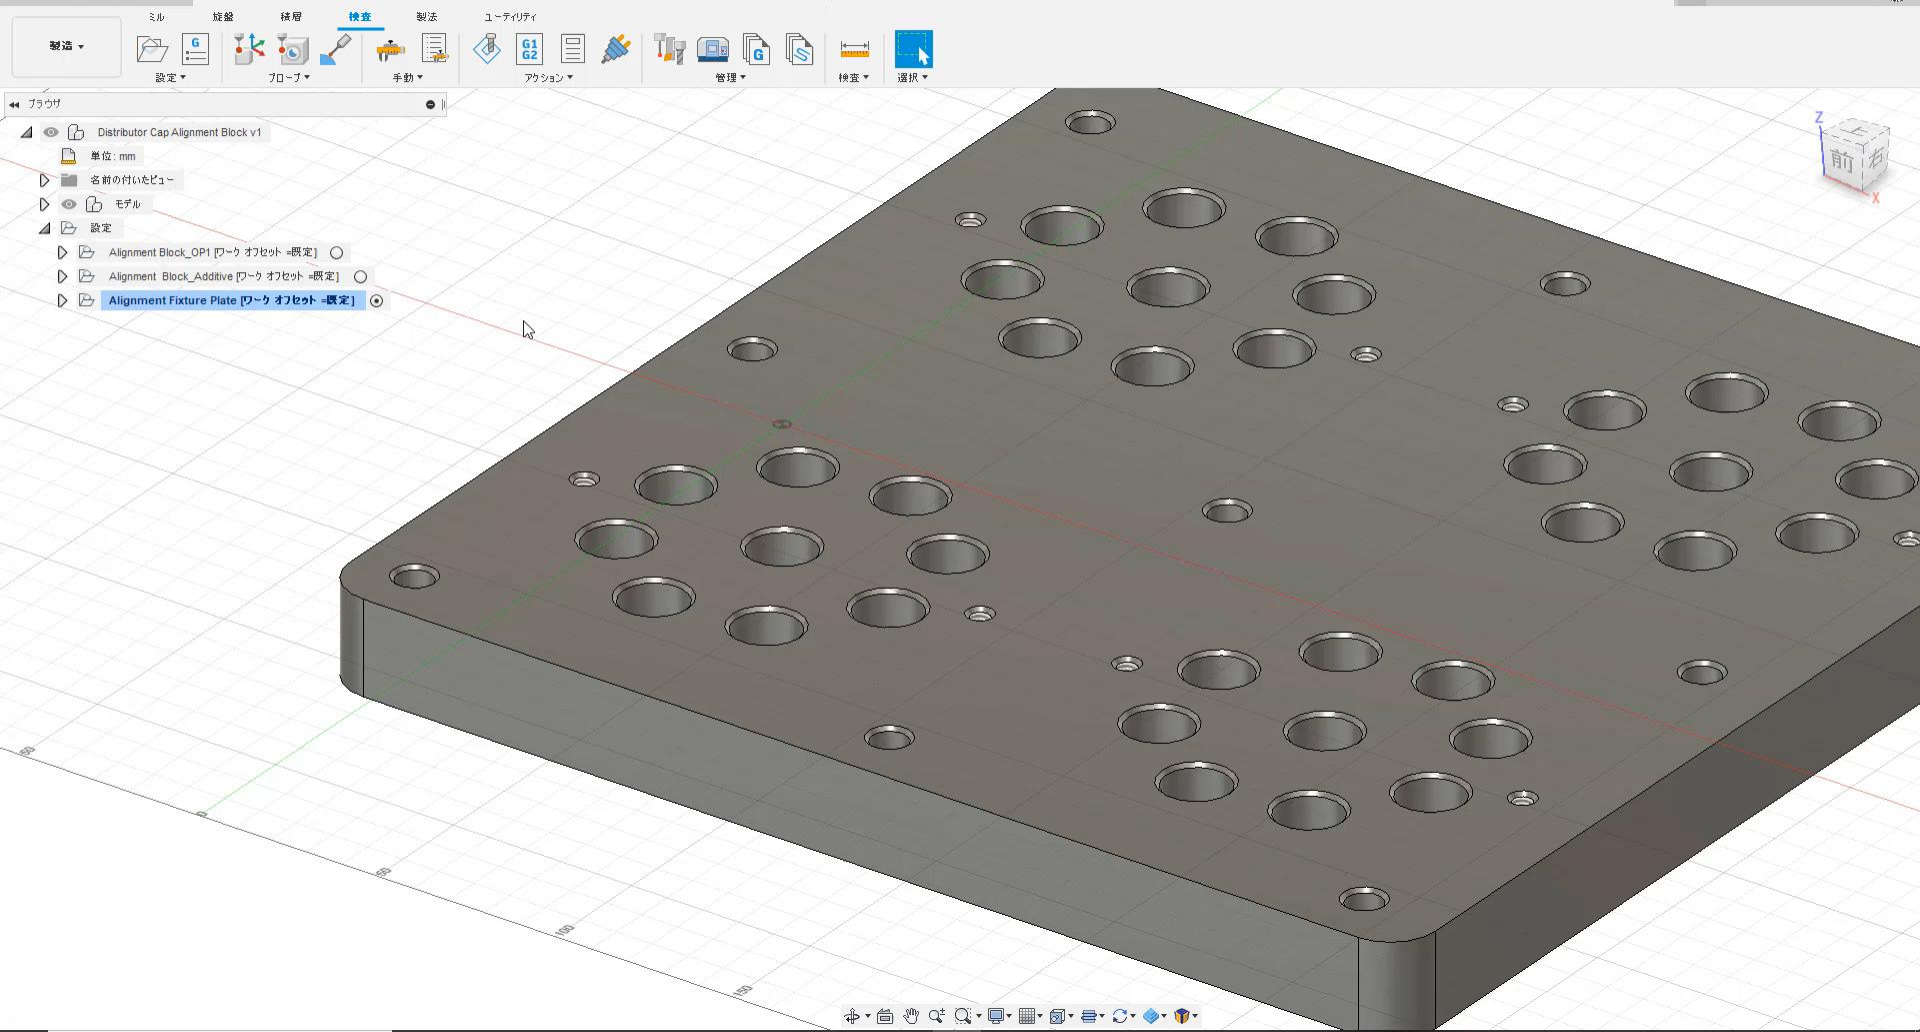 ミル 旋盤 積層 検査 製法 ユーティリティ
製造
G
G1
G2
G
設定 プローブ 手動 アクション 管理 検査 選択
ブラウザ
Distributor Cap Alignment Block v1
単位: mm
名前の付いたビュー
モデル
設定
Alignment Block_OP1 [ワーク オフセット =既定]
Alignment Block_Additive [ワーク オフセット =既定]
Alignment Fixture Plate [ワーク オフセット =既定]
Z
上
前
右
X
50
0
50
100
150